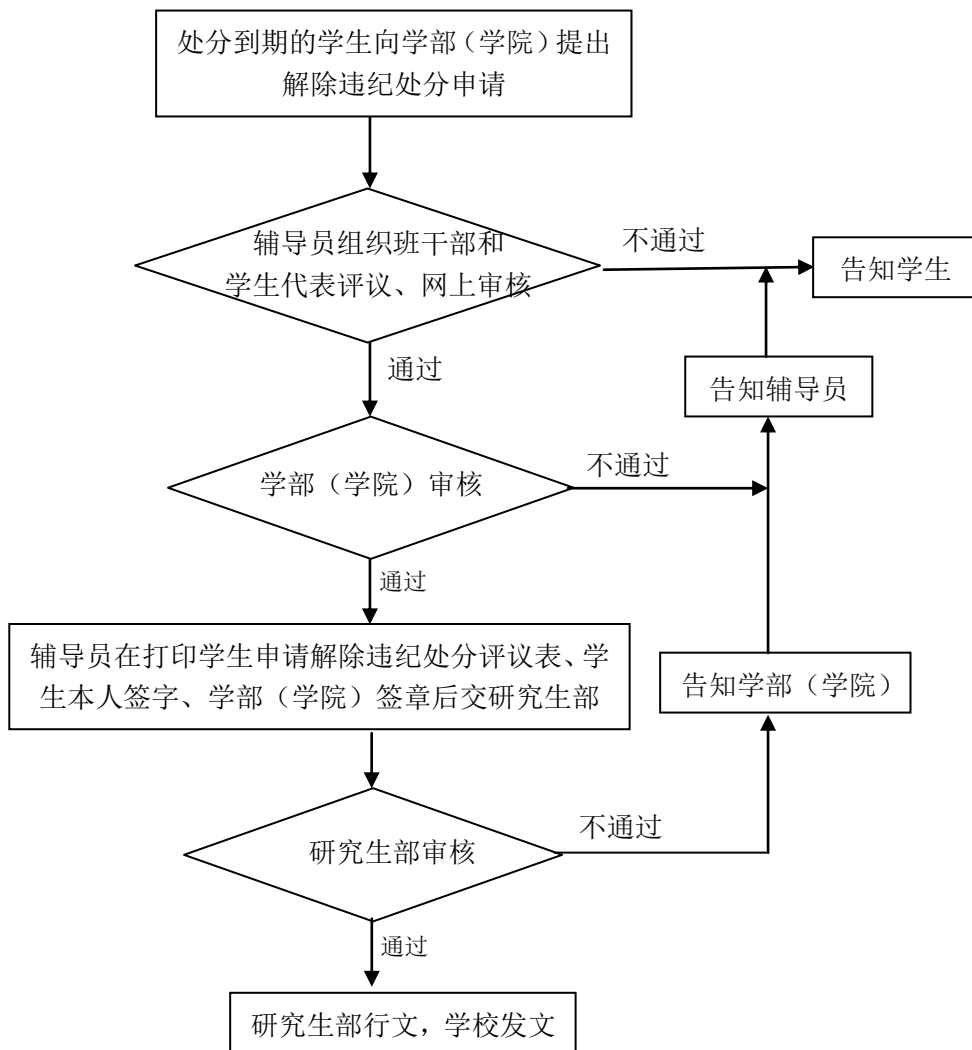 处分到期的学生向学部（学院）提出
解除违纪处分申请
辅导员组织班干部和
学生代表评议、网上审核
不通过
告知学生
通过
告知辅导员
学部（学院）审核
不通过
通过
辅导员在打印学生申请解除违纪处分评议表、学
生本人签字、学部（学院）签章后交研究生部
告知学部（学院）
研究生部审核
不通过
通过
研究生部行文，学校发文